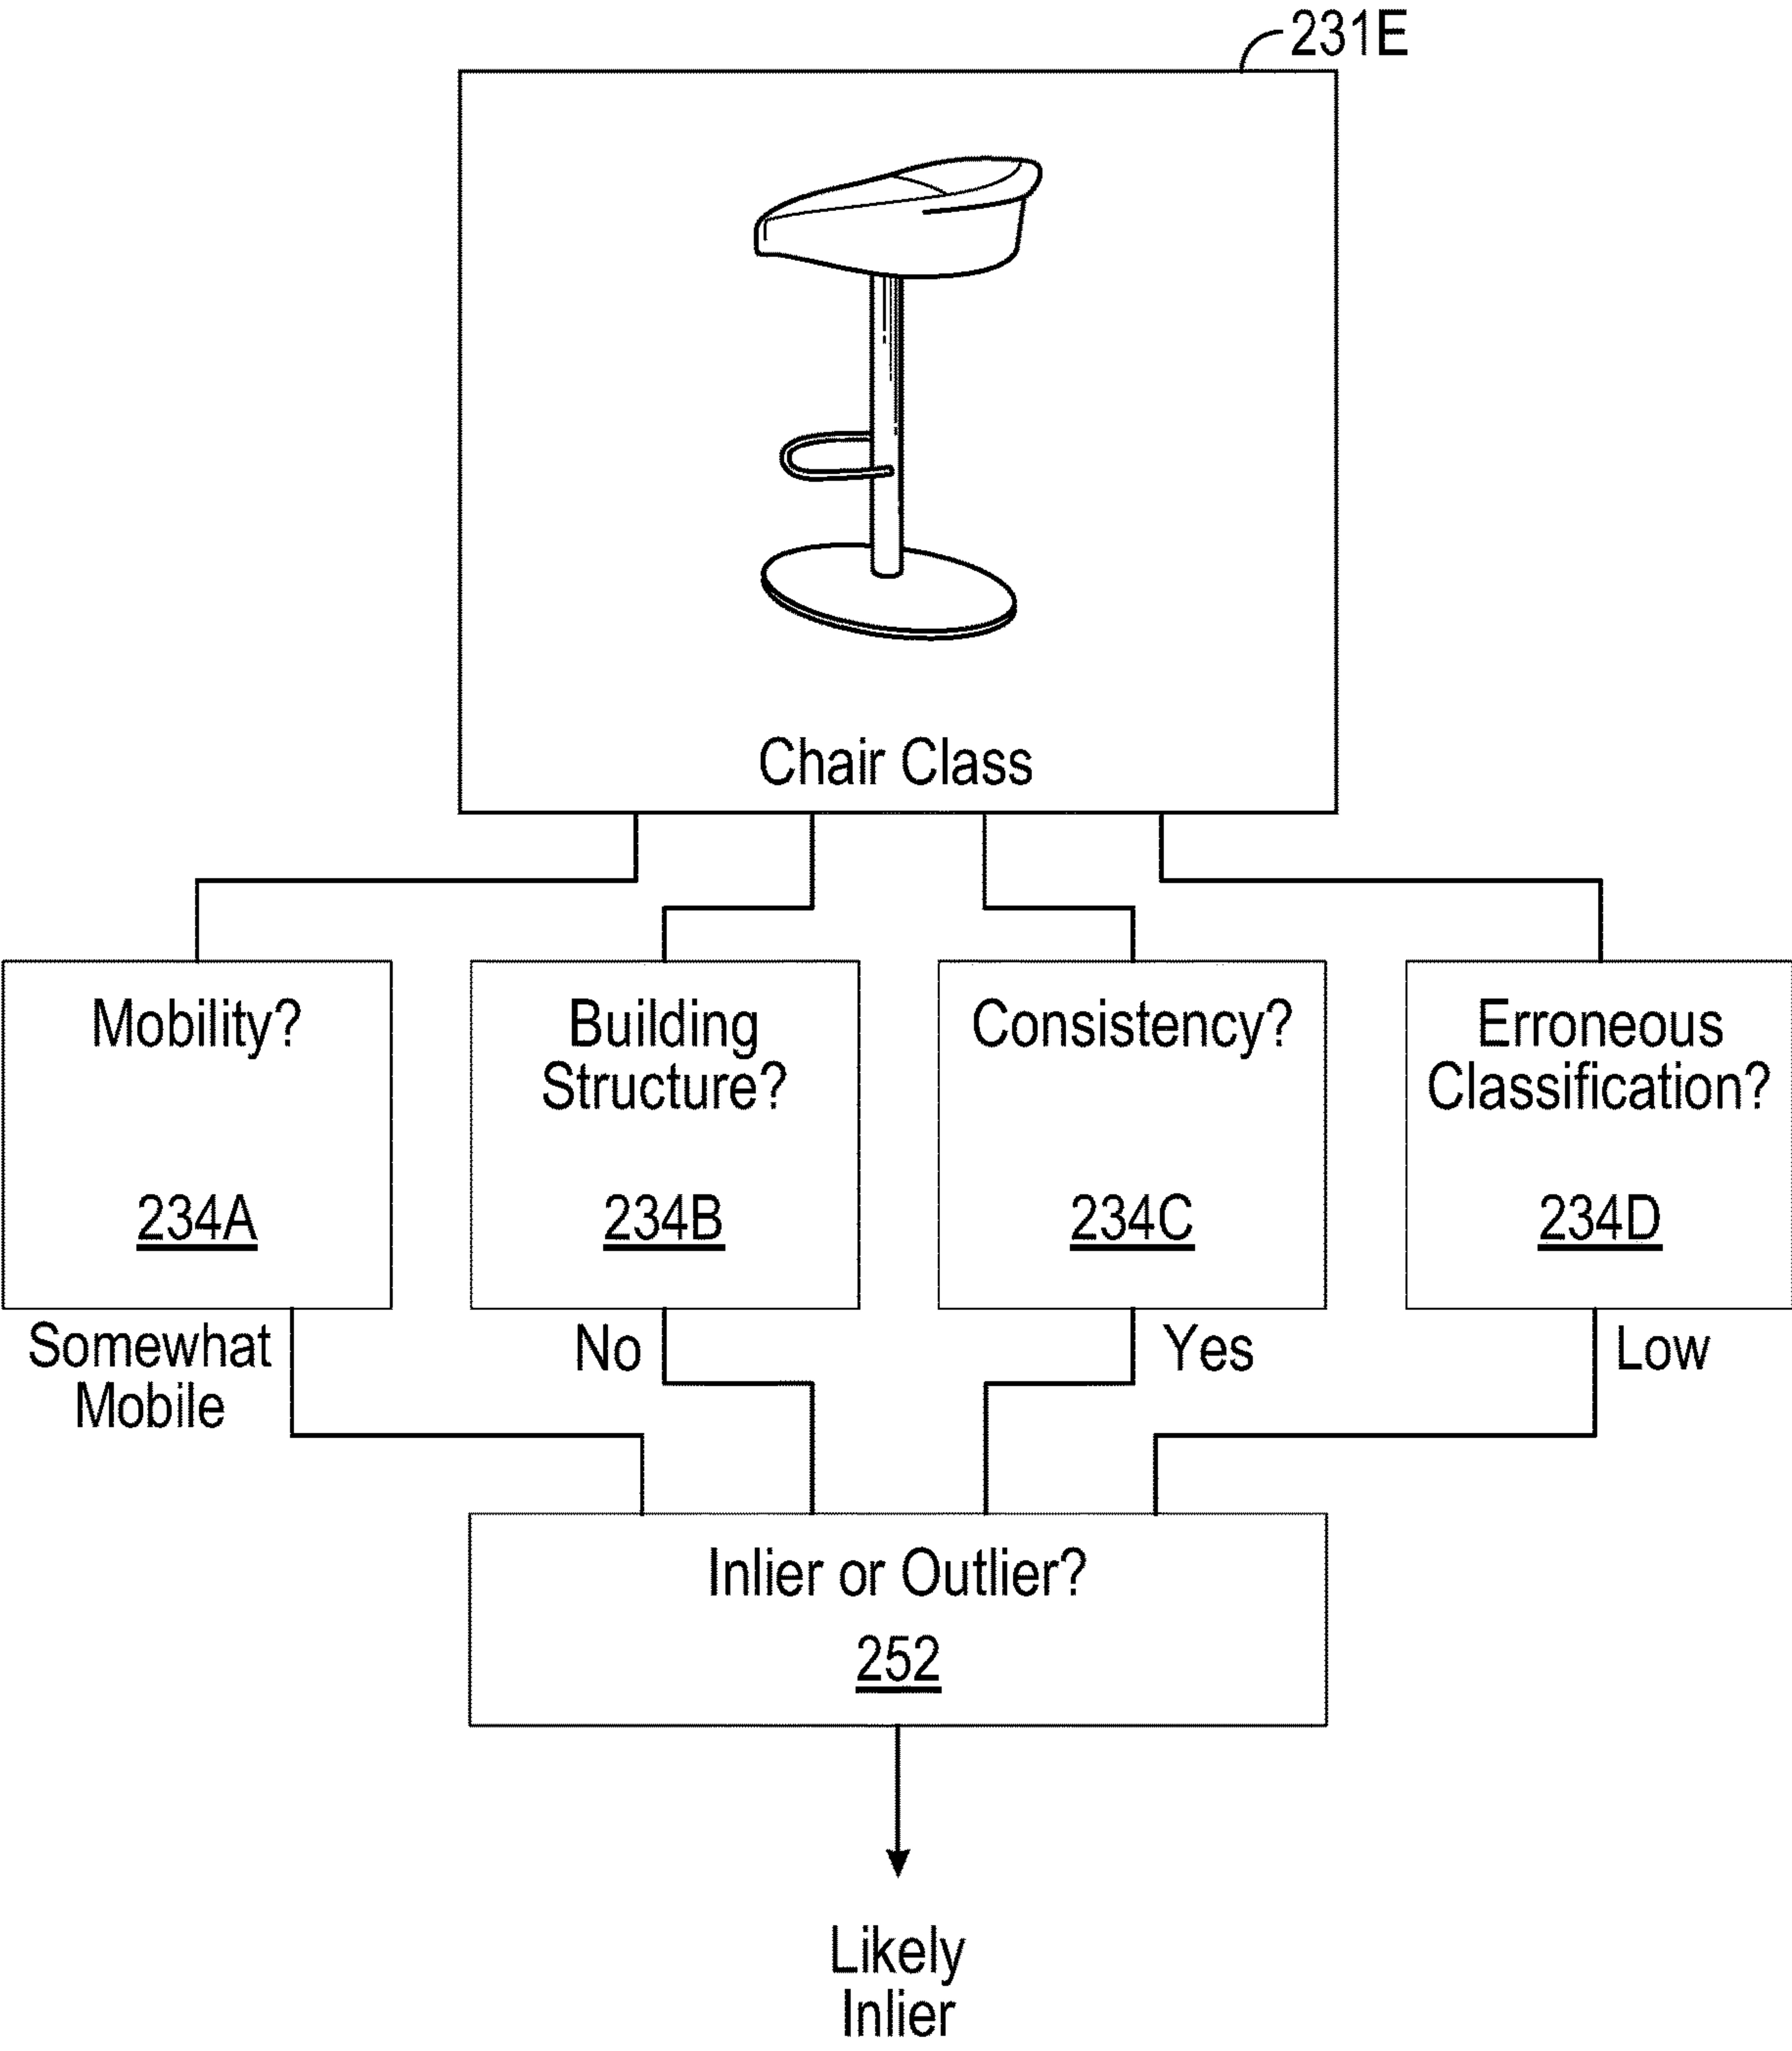 231E
Chair Class
Mobility?
234A
Building
Structure?
234B
Consistency?
234C
Erroneous
Classification?
234D
Somewhat
Mobile
No
Yes
Low
Inlier or Outlier?
252
Likely
Inlier